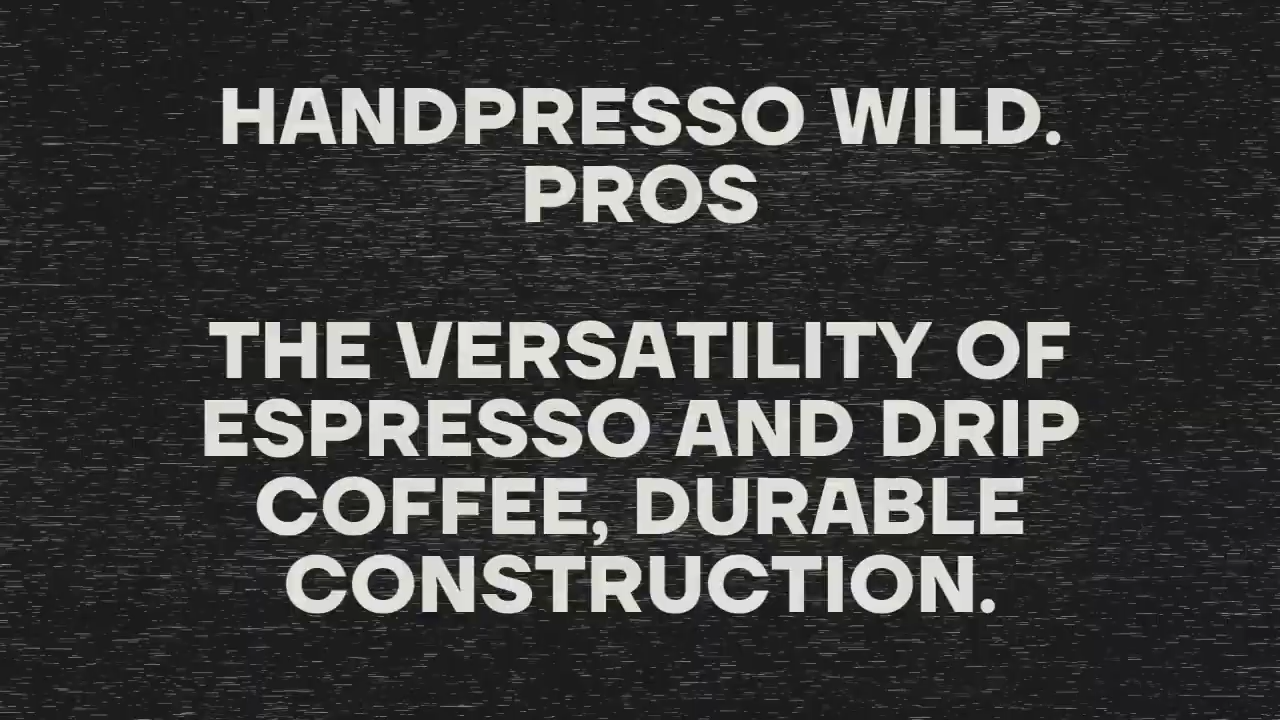 HANDPRESSO WILD.
PROS
THE VERSATILITY OF
ESPRESSO AND DRIP
COFFEE, DURABLE
CONSTRUCTION.